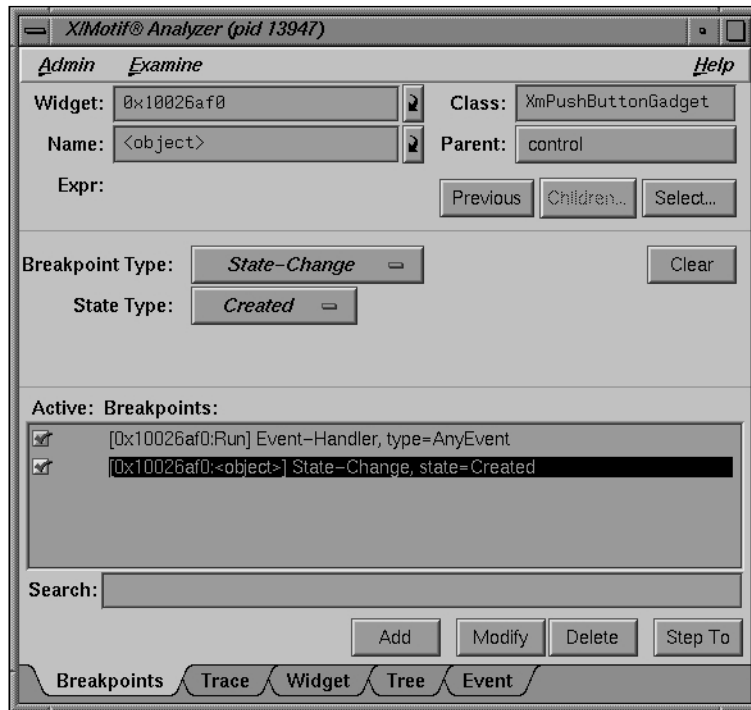 X/Motif® Analyzer (pid 13947)
Admin Examine Help
Widget: 0x10026af0 Class: XmPushButtonGadget
Name: <object> Parent: control
Expr:
Previous Children... Select...
Breakpoint Type: State-Change Clear
State Type: Created
Active: Breakpoints:
[0x10026af0:Run] Event-Handler, type=AnyEvent
[0x10026af0:<object>] State-Change, state=Created
Search:
Add Modify Delete Step To
Breakpoints Trace Widget Tree Event